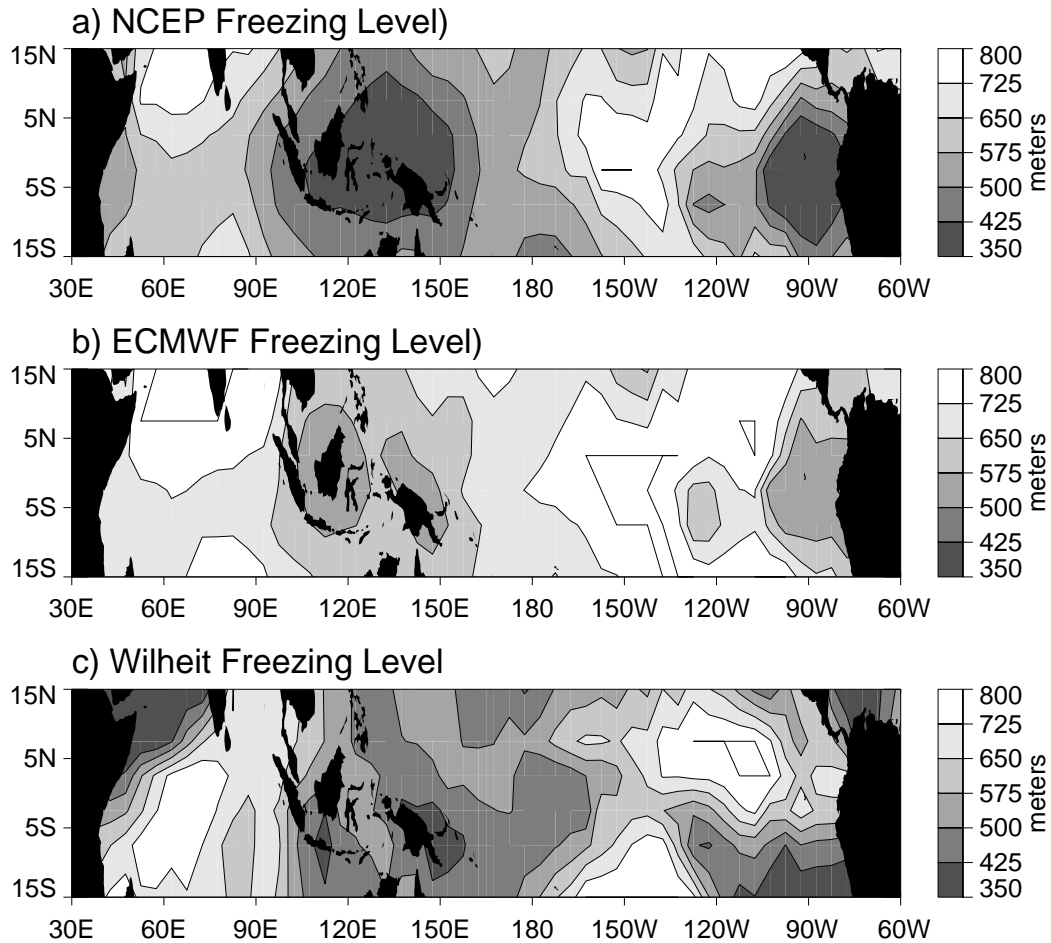 a) NCEP Freezing Level)
15N
5N
5S
15S
30E 60E 90E 120E 150E 180 150W 120W 90W 60W
800
725
650
575
500
425
350
meters
b) ECMWF Freezing Level)
15N
5N
5S
15S
30E 60E 90E 120E 150E 180 150W 120W 90W 60W
800
725
650
575
500
425
350
meters
c) Wilheit Freezing Level
15N
5N
5S
15S
30E 60E 90E 120E 150E 180 150W 120W 90W 60W
800
725
650
575
500
425
350
meters